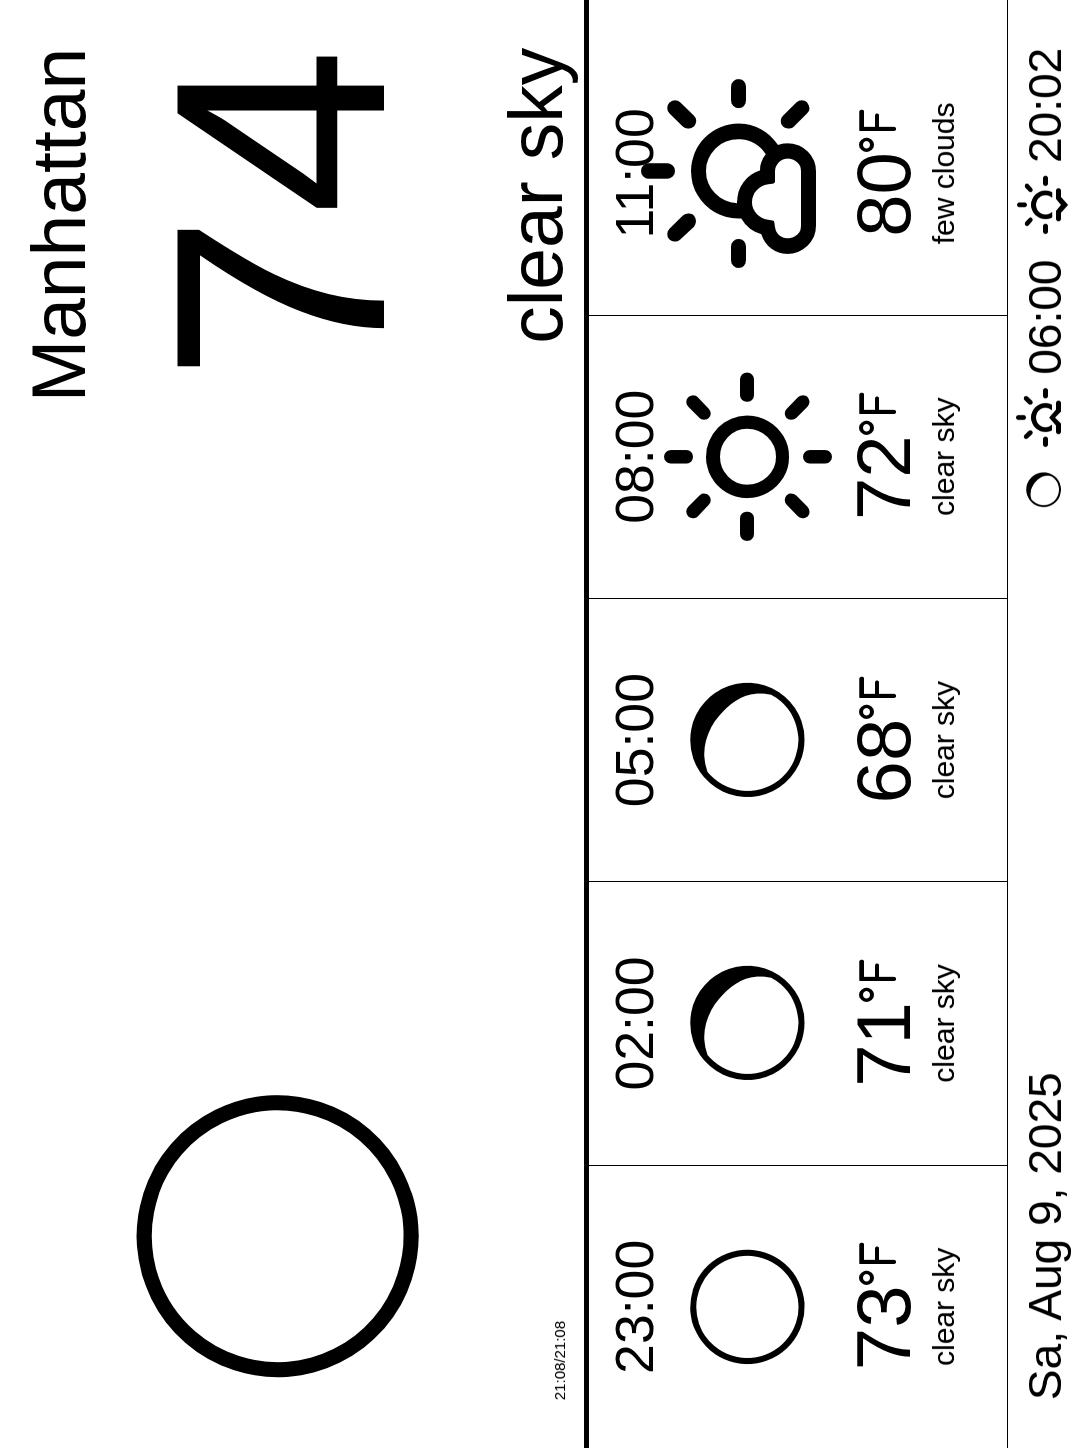 Manhattan
74
clear sky
21:08/21:08
23:00
73°F
clear sky
02:00
71°F
clear sky
05:00
68°F
clear sky
08:00
72°F
clear sky
11:00
80°F
few clouds
Sa, Aug 9, 2025
06:00
20:02